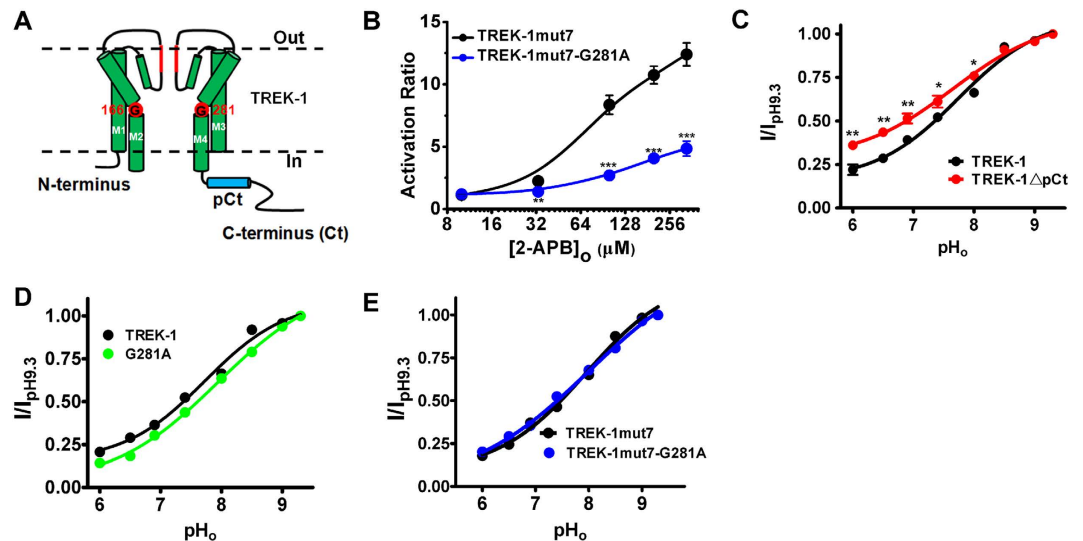 A
Out
166
G
G
281
TREK-1
M1
M2
M4
M3
In
N-terminus
pCt
C-terminus (Ct)
B
Activation Ratio
16
12
8
4
0
TREK-1mut7
TREK-1mut7-G281A
**
***
***
***
8 16 32 64 128 256
[2-APB]o (µM)
C
I/IpH9.3
1.00
0.75
0.50
0.25
0.00
**
**
**
*
*
TREK-1
TREK-1△pCt
6 7 8 9
pHo
D
I/IpH9.3
1.00
0.75
0.50
0.25
0.00
TREK-1
G281A
6 7 8 9
pHo
E
I/IpH9.3
1.00
0.75
0.50
0.25
0.00
TREK-1mut7
TREK-1mut7-G281A
6 7 8 9
pHo